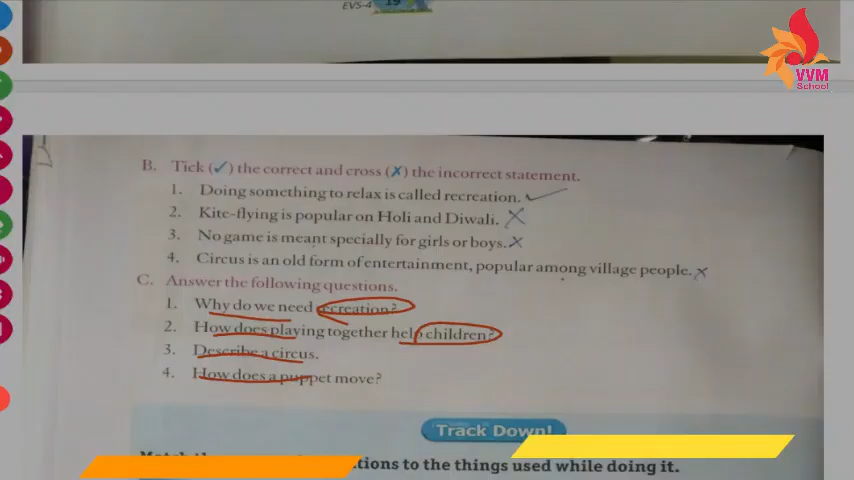 EVS-4 19
VVM
School
B. Tick (✓) the correct and cross (✗) the incorrect statement.
1. Doing something to relax is called recreation. ✓
2. Kite-flying is popular on Holi and Diwali. ✗
3. No game is meant specially for girls or boys. ✗
4. Circus is an old form of entertainment, popular among village people. ✗
C. Answer the following questions.
1. Why do we need recreation?
2. How does playing together help children?
3. Describe a circus.
4. How does a puppet move?
Track Down!
tions to the things used while doing it.